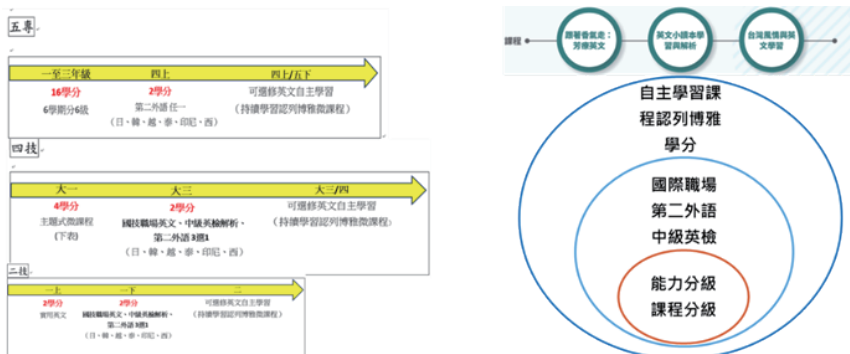 五專
一至三年級 四上 四上/五下
16學分 2學分 可選修英文自主學習
6學期分6級 第二外語 任一 (持續學習認列博雅微課程)
(日、韓、越、泰、印尼、西)
四技
大一 大三 大三/四
4學分 2學分 可選修英文自主學習
主題式微課程 國技職場英文、中級英檢解析、 (持續學習認列博雅微課程)
(下表) 第二外語 3選1
(日、韓、越、泰、印尼、西)
二技
一上 一下 二
2學分 2學分 可選修英文自主學習
實用英文 國技職場英文、中級英檢解析、 (持續學習認列博雅微課程)
第二外語 3選1
(日、韓、越、泰、印尼、西)
課程
跟著香氣走：
芳療英文
英文小讀本學
習與解析
台灣風情與英
文學習
自主學習課
程認列博雅
學分
國際職場
第二外語
中級英檢
能力分級
課程分級